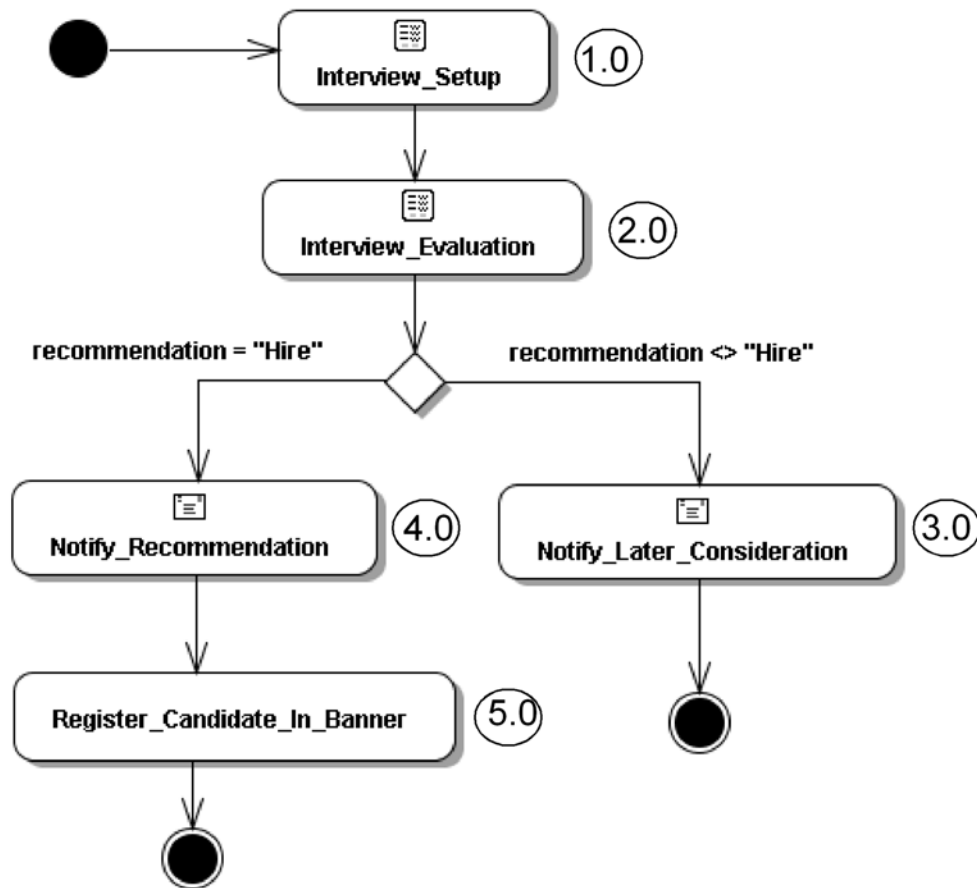 Interview_Setup
1.0
Interview_Evaluation
2.0
recommendation = "Hire"
recommendation <> "Hire"
Notify_Recommendation
4.0
Notify_Later_Consideration
3.0
Register_Candidate_In_Banner
5.0